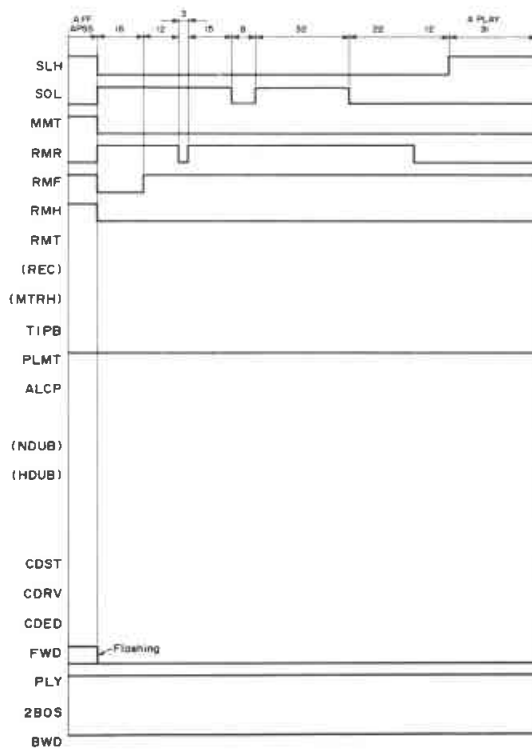 A FF
APSS 16 12 3 15 8 32 22 12 A PLAY
SLH
SOL
MMT
RMR
RMF
RMH
RMT
(REC)
(MTRH)
TIPB
PLMT
ALCP
(NDUB)
(HDUB)
CDST
CDRV
CDED
FWD Flashing
PLY
2BOS
BWD